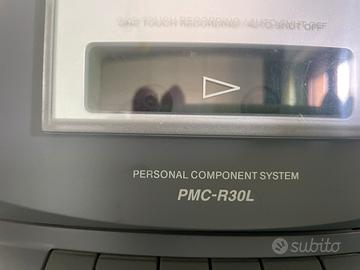 ONE TOUCH RECORDING / AUTO SHUT OFF
PERSONAL COMPONENT SYSTEM
PMC-R30L
subito